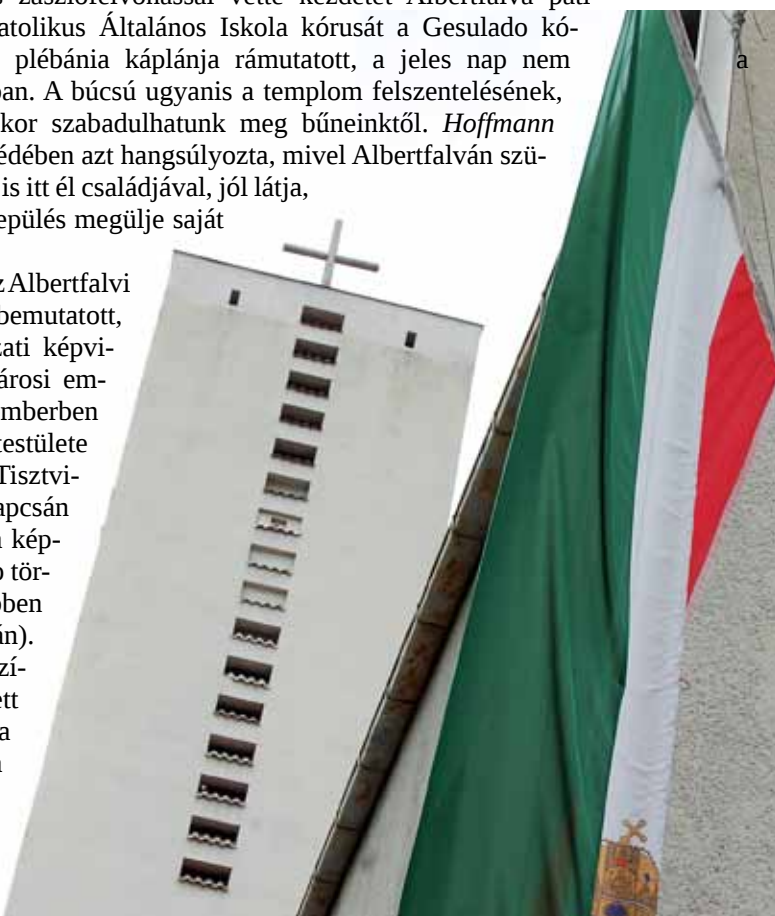 zászlófelvonással vette kezdetét Albertfalva
atolikus Általános Iskola kórusát a Gesulado kó-
plébánia káplánja rámutatott, a jeles nap nem a
ban. A búcsú ugyanis a templom felszentelésének,
kor szabadulhatunk meg bűneinktől. Hoffmann
édében azt hangsúlyozta, mivel Albertfalván szü-
is itt él családjával, jól látja,
epülés megülje saját
z Albertfalvi
bemutatott,
zati képvi-
árosi em-
emberben
testülete
Tisztvi-
apcsán
kép-
tör-
ben
án).
zí-
ett
a